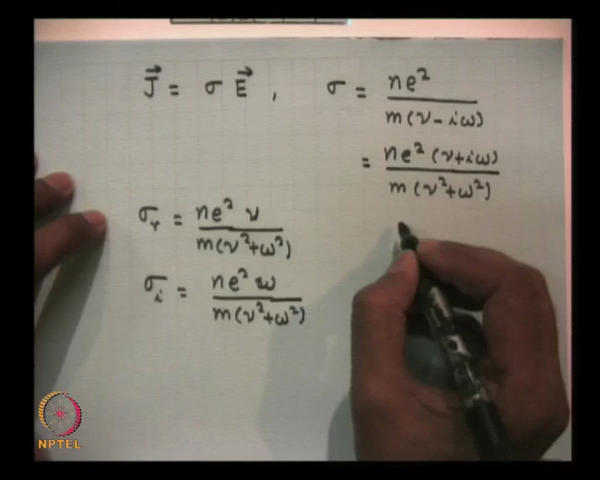 J⃗ = σ E⃗ , σ = ne² / m(ν - iω)
= ne² (ν + iω) / m(ν² + ω²)
σr = ne² ν / m(ν² + ω²)
σi = ne² ω / m(ν² + ω²)
NPTEL